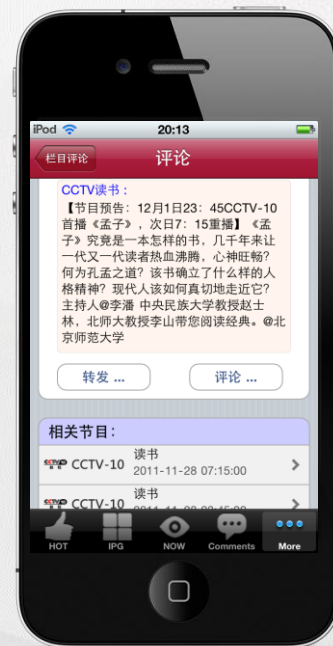 iPod 20:13
栏目评论 评论
CCTV读书：
【节目预告：12月1日23：45CCTV-10
首播《孟子》，次日7：15重播】《孟
子》究竟是一本怎样的书，几千年来让
一代又一代读者热血沸腾，心神旺畅？
何为孔孟之道？该书确立了什么样的人
格精神？现代人该如何真切地走近它？
主持人@李潘 中央民族大学教授赵士
林，北师大教授李山带您阅读经典。@北
京师范大学
转发 ... 评论 ...
相关节目：
CCTV-10 读书
2011-11-28 07:15:00
CCTV-10 读书
HOT IPG NOW Comments More